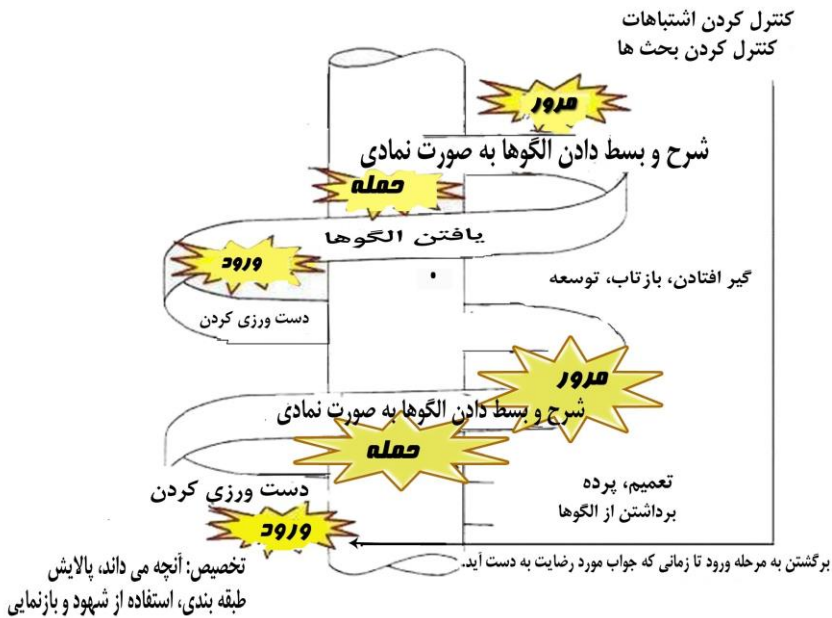 کنترل کردن اشتباهات
کنترل کردن بحث ها
مرور
شرح و بسط دادن الگوها به صورت نمادی
حمله
یافتن الگوها
ورود
گیر افتادن، بازتاب، توسعه
دست ورزی کردن
مرور
شرح و بسط دادن الگوها به صورت نمادی
حمله
تعمیم، پرده
برداشتن از الگوها
دست ورزی کردن
ورود
برگشتن به مرحله ورود تا زمانی که جواب مورد رضایت به دست آید.
تخصیص: آنچه می داند، پالایش
طبقه بندی، استفاده از شهود و بازنمایی